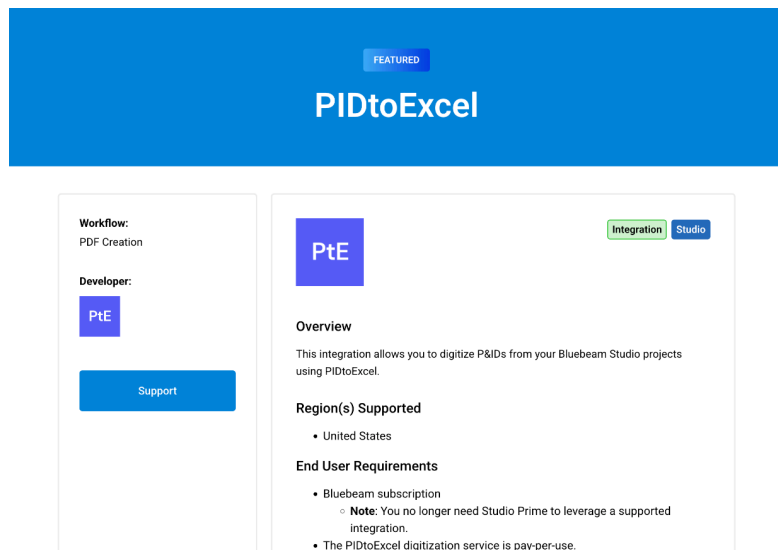 FEATURED
PIDtoExcel
Workflow:
PDF Creation
Developer:
PtE
Support
PtE
Integration
Studio
Overview
This integration allows you to digitize P&IDs from your Bluebeam Studio projects
using PIDtoExcel.
Region(s) Supported
• United States
End User Requirements
• Bluebeam subscription
○ Note: You no longer need Studio Prime to leverage a supported
integration.
• The PIDtoExcel digitization service is pay-per-use.